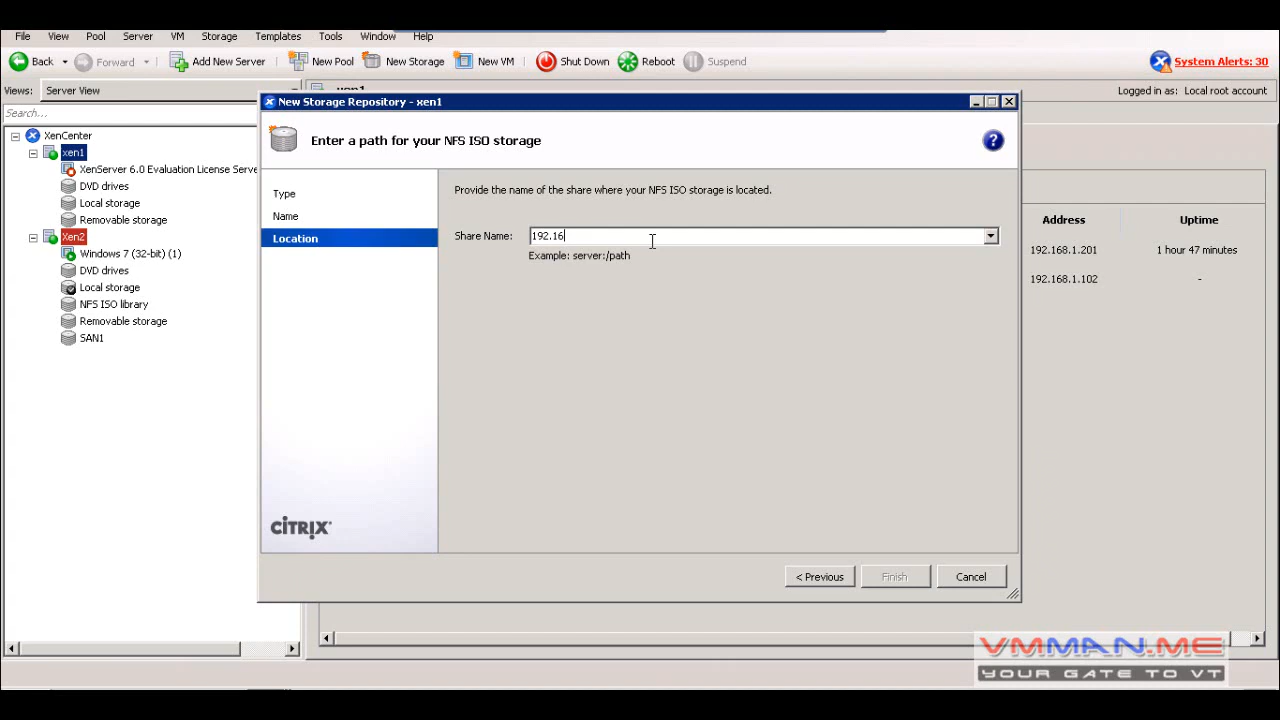 File View Pool Server VM Storage Templates Tools Window Help
Back Forward Add New Server New Pool New Storage New VM Shut Down Reboot Suspend System Alerts: 30
Views: Server View Logged in as: Local root account
Search...
New Storage Repository - xen1
Enter a path for your NFS ISO storage
XenCenter
xen1
XenServer 6.0 Evaluation License Serve
DVD drives
Local storage
Removable storage
Xen2
Windows 7 (32-bit) (1)
DVD drives
Local storage
NFS ISO library
Removable storage
SAN1
Type
Name
Location
Provide the name of the share where your NFS ISO storage is located.
Share Name: 192.16
Example: server:/path
Address Uptime
192.168.1.201 1 hour 47 minutes
192.168.1.102 -
CITRIX
< Previous Finish Cancel
VMMAN.ME
YOUR GATE TO VT